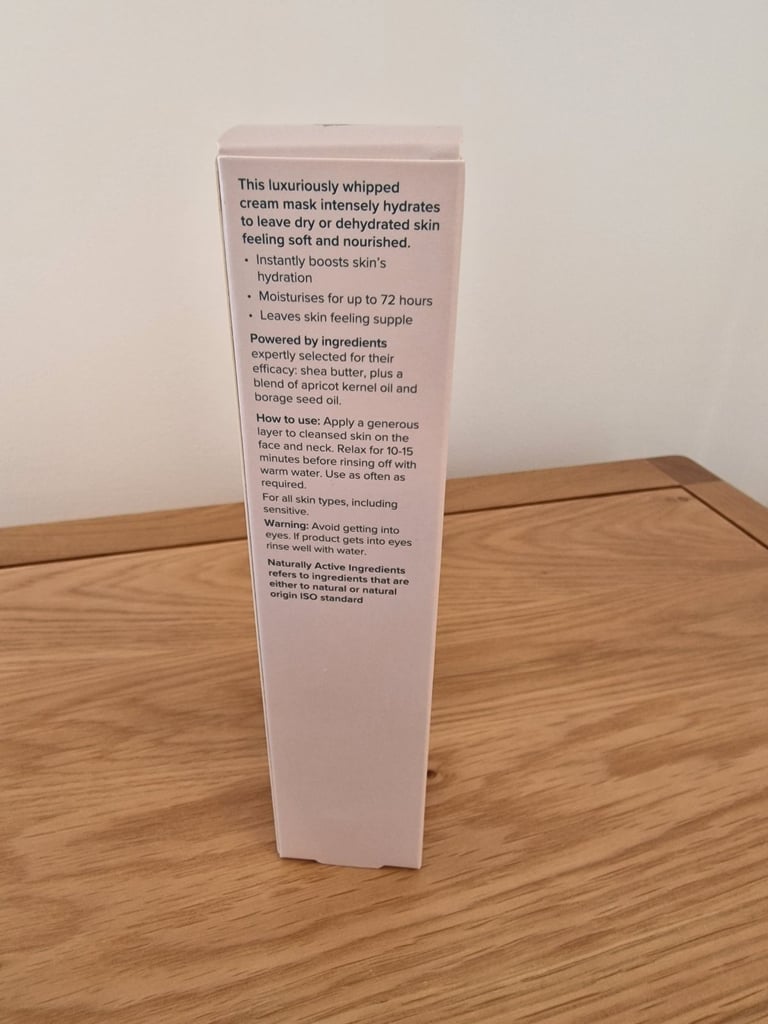 This luxuriously whipped
cream mask intensely hydrates
to leave dry or dehydrated skin
feeling soft and nourished.
• Instantly boosts skin's
hydration
• Moisturises for up to 72 hours
• Leaves skin feeling supple
Powered by ingredients
expertly selected for their
efficacy: shea butter, plus a
blend of apricot kernel oil and
borage seed oil.
How to use: Apply a generous
layer to cleansed skin on the
face and neck. Relax for 10-15
minutes before rinsing off with
warm water. Use as often as
required.
For all skin types, including
sensitive.
Warning: Avoid getting into
eyes. If product gets into eyes
rinse well with water.
Naturally Active Ingredients
refers to ingredients that are
either to natural or natural
origin ISO standard